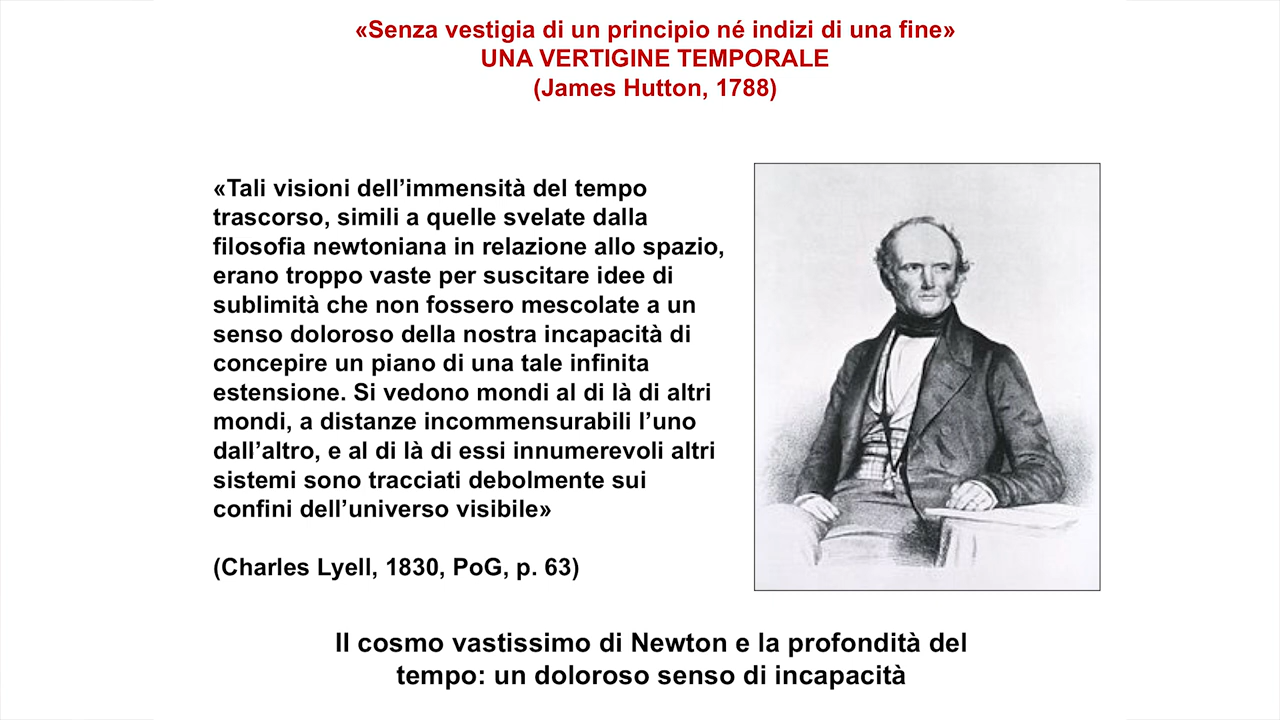 «Senza vestigia di un principio né indizi di una fine»
UNA VERTIGINE TEMPORALE
(James Hutton, 1788)
«Tali visioni dell’immensità del tempo
trascorso, simili a quelle svelate dalla
filosofia newtoniana in relazione allo spazio,
erano troppo vaste per suscitare idee di
sublimità che non fossero mescolate a un
senso doloroso della nostra incapacità di
concepire un piano di una tale infinita
estensione. Si vedono mondi al di là di altri
mondi, a distanze incommensurabili l’uno
dall’altro, e al di là di essi innumerevoli altri
sistemi sono tracciati debolmente sui
confini dell’universo visibile»
(Charles Lyell, 1830, PoG, p. 63)
Il cosmo vastissimo di Newton e la profondità del
tempo: un doloroso senso di incapacità